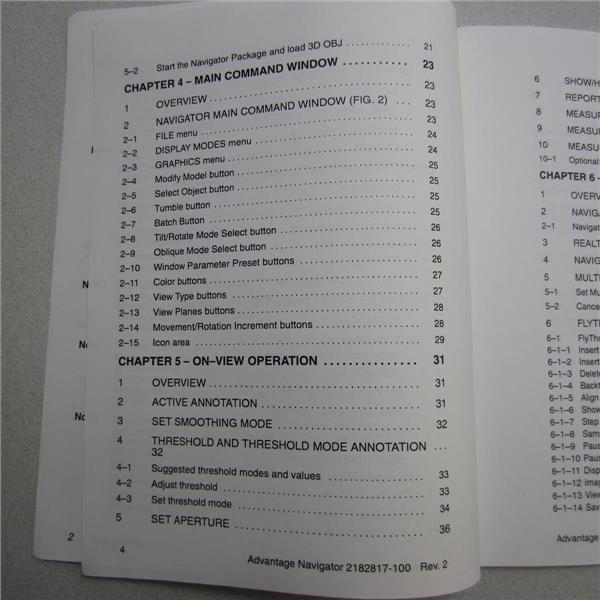 5–2 Start the Navigator Package and load 3D OBJ ............ 21
CHAPTER 4 – MAIN COMMAND WINDOW ........... 23
1 OVERVIEW ........................... 23
2 NAVIGATOR MAIN COMMAND WINDOW (FIG. 2) ... 23
2–1 FILE menu ........................... 23
2–2 DISPLAY MODES menu ........................... 24
2–3 GRAPHICS menu ........................... 24
2–4 Modify Model button ........................... 25
2–5 Select Object button ........................... 25
2–6 Tumble button ........................... 25
2–7 Batch Button ........................... 25
2–8 Tilt/Rotate Mode Select button ........................... 26
2–9 Oblique Mode Select button ........................... 26
2–10 Window Parameter Preset buttons ........................... 26
2–11 Color buttons ........................... 27
2–12 View Type buttons ........................... 27
2–13 View Planes buttons ........................... 28
2–14 Movement/Rotation Increment buttons ........................... 28
2–15 Icon area ........................... 29
CHAPTER 5 – ON–VIEW OPERATION .............. 31
1 OVERVIEW ........................... 31
2 ACTIVE ANNOTATION ........................... 31
3 SET SMOOTHING MODE ........................... 32
4 THRESHOLD AND THRESHOLD MODE ANNOTATION ...
32
4–1 Suggested threshold modes and values ................. 33
4–2 Adjust threshold ........................... 33
4–3 Set threshold mode ........................... 34
5 SET APERTURE ........................... 36
4
Advantage Navigator 2182817-100 Rev. 2
2
6 SHOW/H
7 REPORT
8 MEASUR
9 MEASU
10 MEASU
10–1 Optional:
CHAPTER 6 –
1 OVERV
2 NAVIGA
2–1 Navigat
3 REALT
4 NAVIG
5 MULTI
5–1 Set Mu
5–2 Cance
6 FLYTH
6–1 FlyThr
6–1–1 Insert
6–1–2 Inser
6–1–3 Delet
6–1–4 Backt
6–1–5 Align
6–1–6 Show
6–1–7 Step
6–1–8 Sam
6–1–9 Paus
6–1–10 Paus
6–1–11 Disp
6–1–12 Imag
6–1–13 View
6–1–14 Sav
Advantage